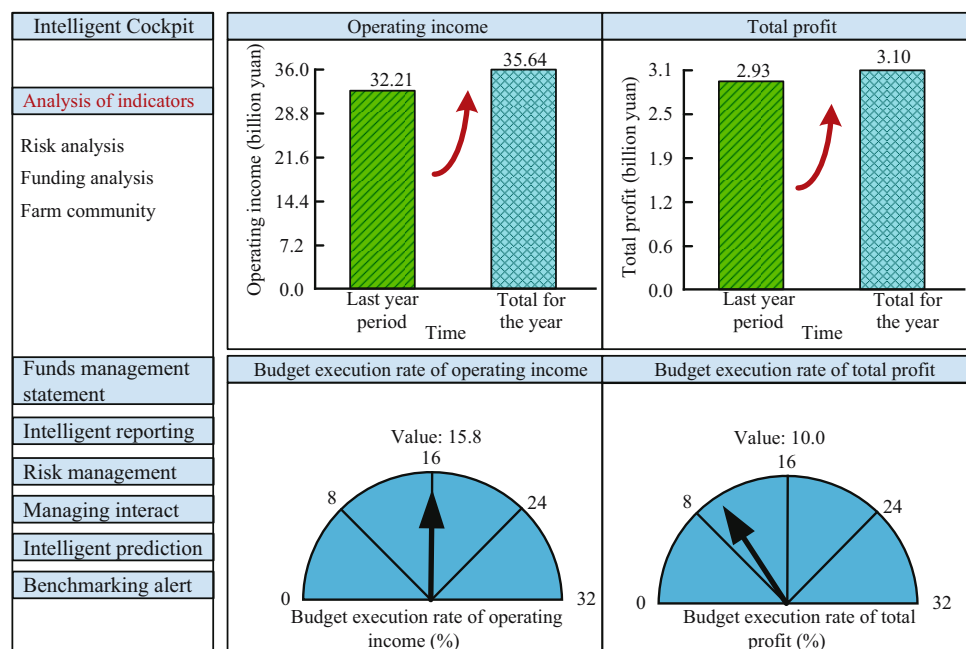 Intelligent Cockpit
Analysis of indicators
Risk analysis
Funding analysis
Farm community
Funds management
statement
Intelligent reporting
Risk management
Managing interact
Intelligent prediction
Benchmarking alert
Operating income
Operating income (billion yuan)
36.0
28.8
21.6
14.4
7.2
0.0
32.21
35.64
Last year
period
Total for
the year
Time
Total profit
Total profit (billion yuan)
3.1
2.5
1.9
1.2
0.6
0.0
2.93
3.10
Last year
period
Total for
the year
Time
Budget execution rate of operating income
Value: 15.8
0
8
16
24
32
Budget execution rate of operating
income (%)
Budget execution rate of total profit
Value: 10.0
0
8
16
24
32
Budget execution rate of total
profit (%)